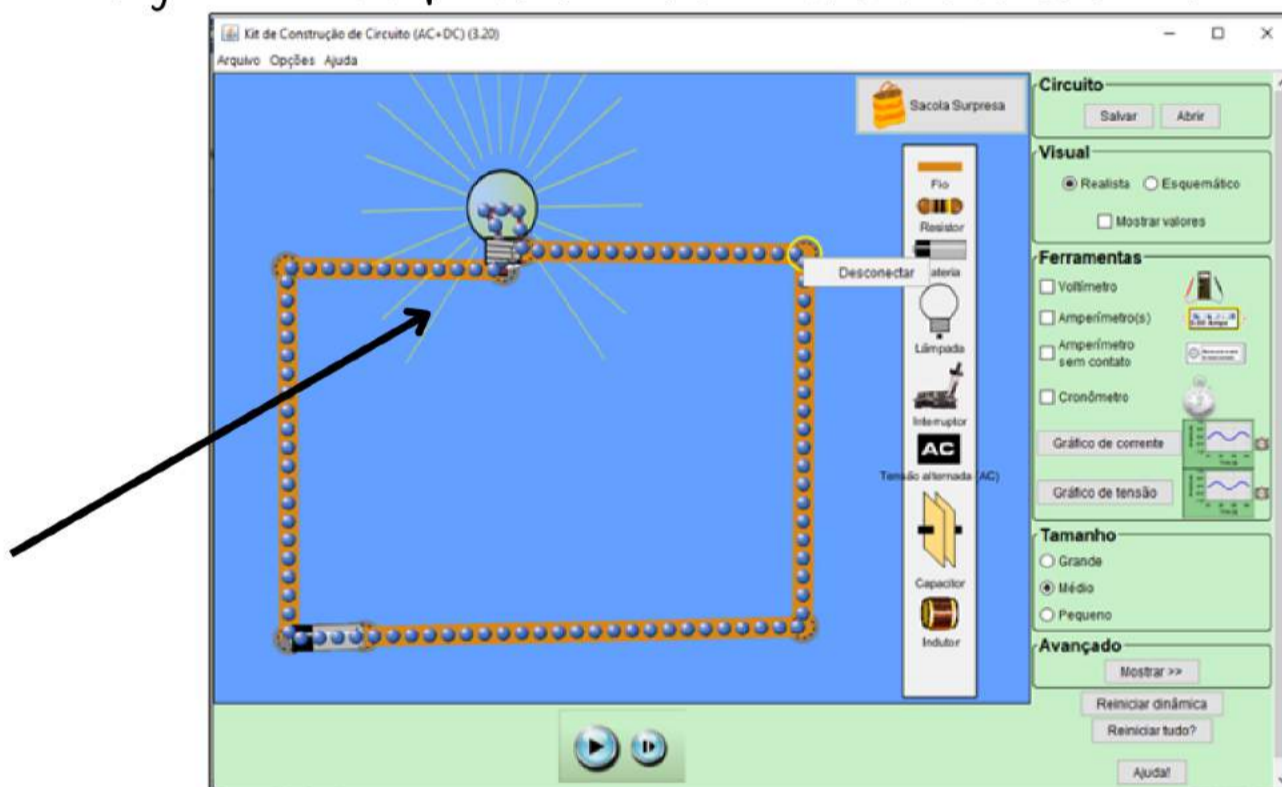 Kit de Construção de Circuito (AC+DC) (3.20)
Arquivo Opções Ajuda
Sacola Surpresa
Fio
Resistor
ateria
Lâmpada
Interruptor
AC
Tensão alternada (AC)
Capacitor
Indutor
Desconectar
Circuito
Salvar Abrir
Visual
Realista Esquemático
Mostrar valores
Ferramentas
Voltímetro
Amperímetro(s)
Amperímetro
sem contato
Cronômetro
Gráfico de corrente
Gráfico de tensão
Tamanho
Grande
Médio
Pequeno
Avançado
Mostrar >>
Reiniciar dinâmica
Reiniciar tudo?
Ajuda!